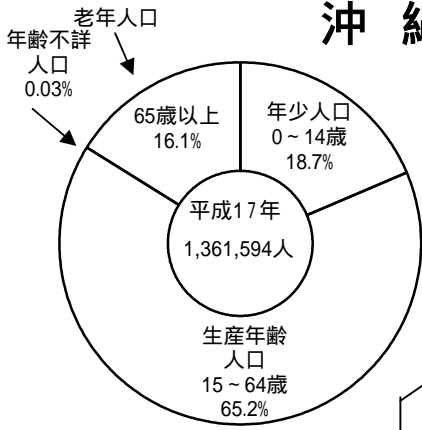 沖
老年人口
年齢不詳
人口
0.03%
65歳以上
16.1%
年少人口
0~14歳
18.7%
平成17年
1,361,594人
生産年齢
人口
15~64歳
65.2%